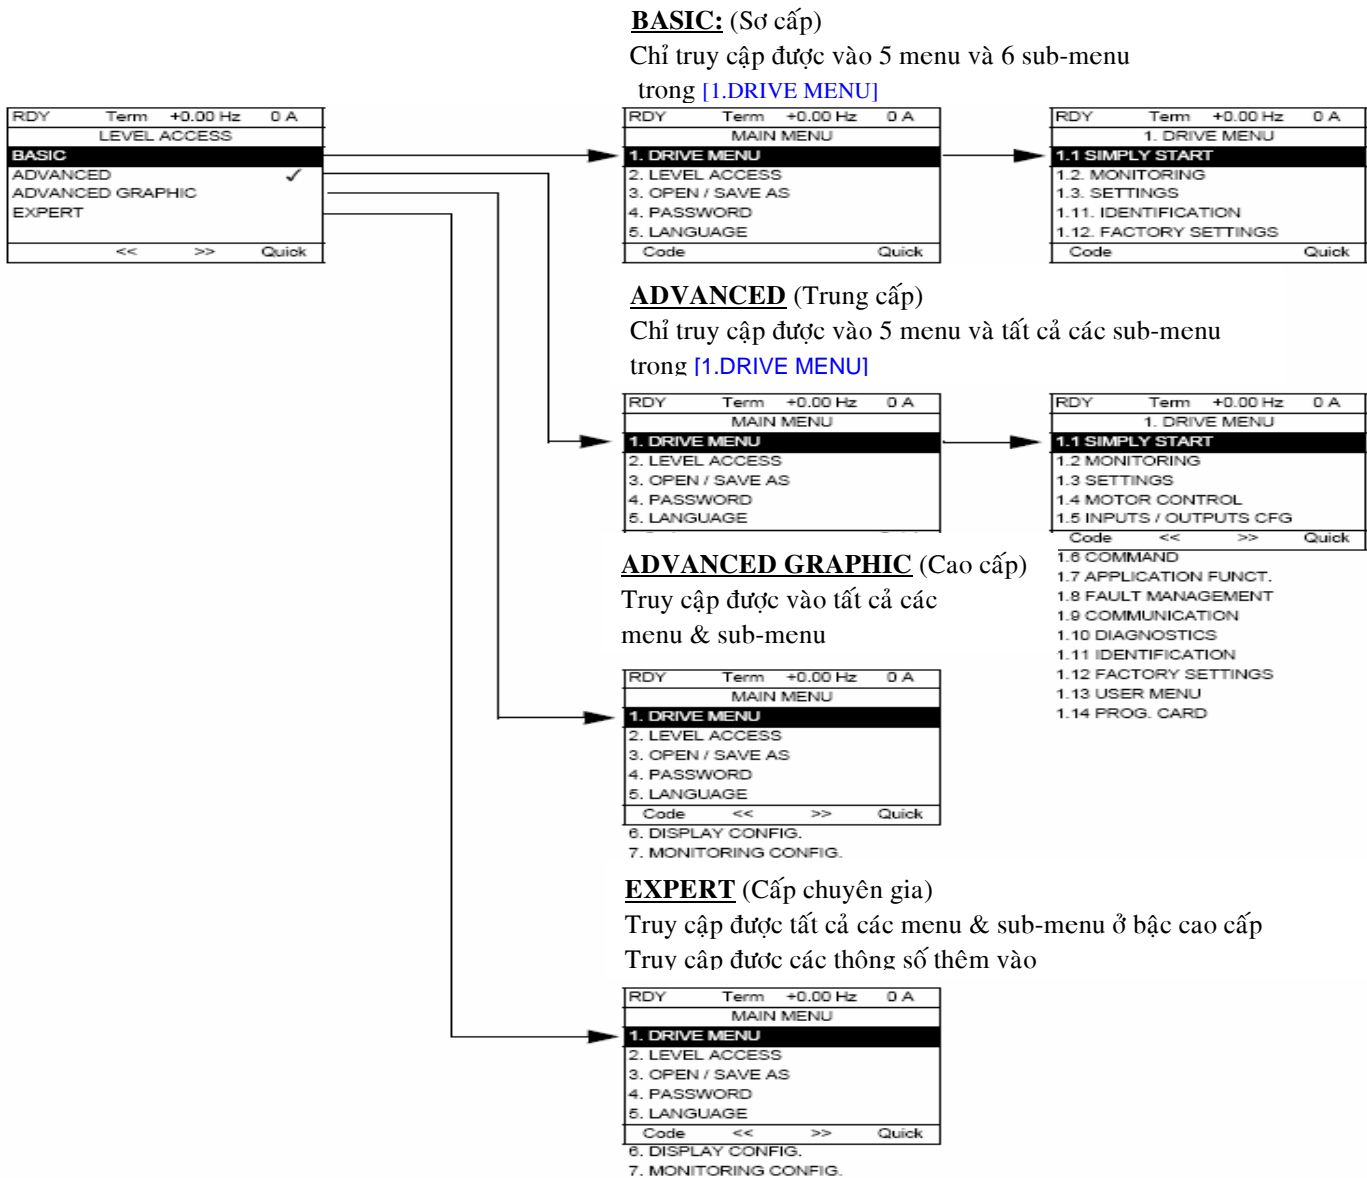 BASIC: (Sơ cấp)
Chỉ truy cập được vào 5 menu và 6 sub-menu
trong [1.DRIVE MENU]
RDY Term +0.00 Hz 0 A
LEVEL ACCESS
BASIC
ADVANCED ✓
ADVANCED GRAPHIC
EXPERT
<< >> Quick
RDY Term +0.00 Hz 0 A
MAIN MENU
1. DRIVE MENU
2. LEVEL ACCESS
3. OPEN / SAVE AS
4. PASSWORD
5. LANGUAGE
Code Quick
RDY Term +0.00 Hz 0 A
1. DRIVE MENU
1.1 SIMPLY START
1.2. MONITORING
1.3. SETTINGS
1.11. IDENTIFICATION
1.12. FACTORY SETTINGS
Code Quick
ADVANCED (Trung cấp)
Chỉ truy cập được vào 5 menu và tất cả các sub-menu
trong [1.DRIVE MENU]
RDY Term +0.00 Hz 0 A
MAIN MENU
1. DRIVE MENU
2. LEVEL ACCESS
3. OPEN / SAVE AS
4. PASSWORD
5. LANGUAGE
RDY Term +0.00 Hz 0 A
1. DRIVE MENU
1.1 SIMPLY START
1.2 MONITORING
1.3 SETTINGS
1.4 MOTOR CONTROL
1.5 INPUTS / OUTPUTS CFG
Code << >> Quick
1.6 COMMAND
1.7 APPLICATION FUNCT.
1.8 FAULT MANAGEMENT
1.9 COMMUNICATION
1.10 DIAGNOSTICS
1.11 IDENTIFICATION
1.12 FACTORY SETTINGS
1.13 USER MENU
1.14 PROG. CARD
ADVANCED GRAPHIC (Cao cấp)
Truy cập được vào tất cả các
menu & sub-menu
RDY Term +0.00 Hz 0 A
MAIN MENU
1. DRIVE MENU
2. LEVEL ACCESS
3. OPEN / SAVE AS
4. PASSWORD
5. LANGUAGE
Code << >> Quick
6. DISPLAY CONFIG.
7. MONITORING CONFIG.
EXPERT (Cấp chuyên gia)
Truy cập được tất cả các menu & sub-menu ở bậc cao cấp
Truy cập được các thông số thêm vào
RDY Term +0.00 Hz 0 A
MAIN MENU
1. DRIVE MENU
2. LEVEL ACCESS
3. OPEN / SAVE AS
4. PASSWORD
5. LANGUAGE
Code << >> Quick
6. DISPLAY CONFIG.
7. MONITORING CONFIG.